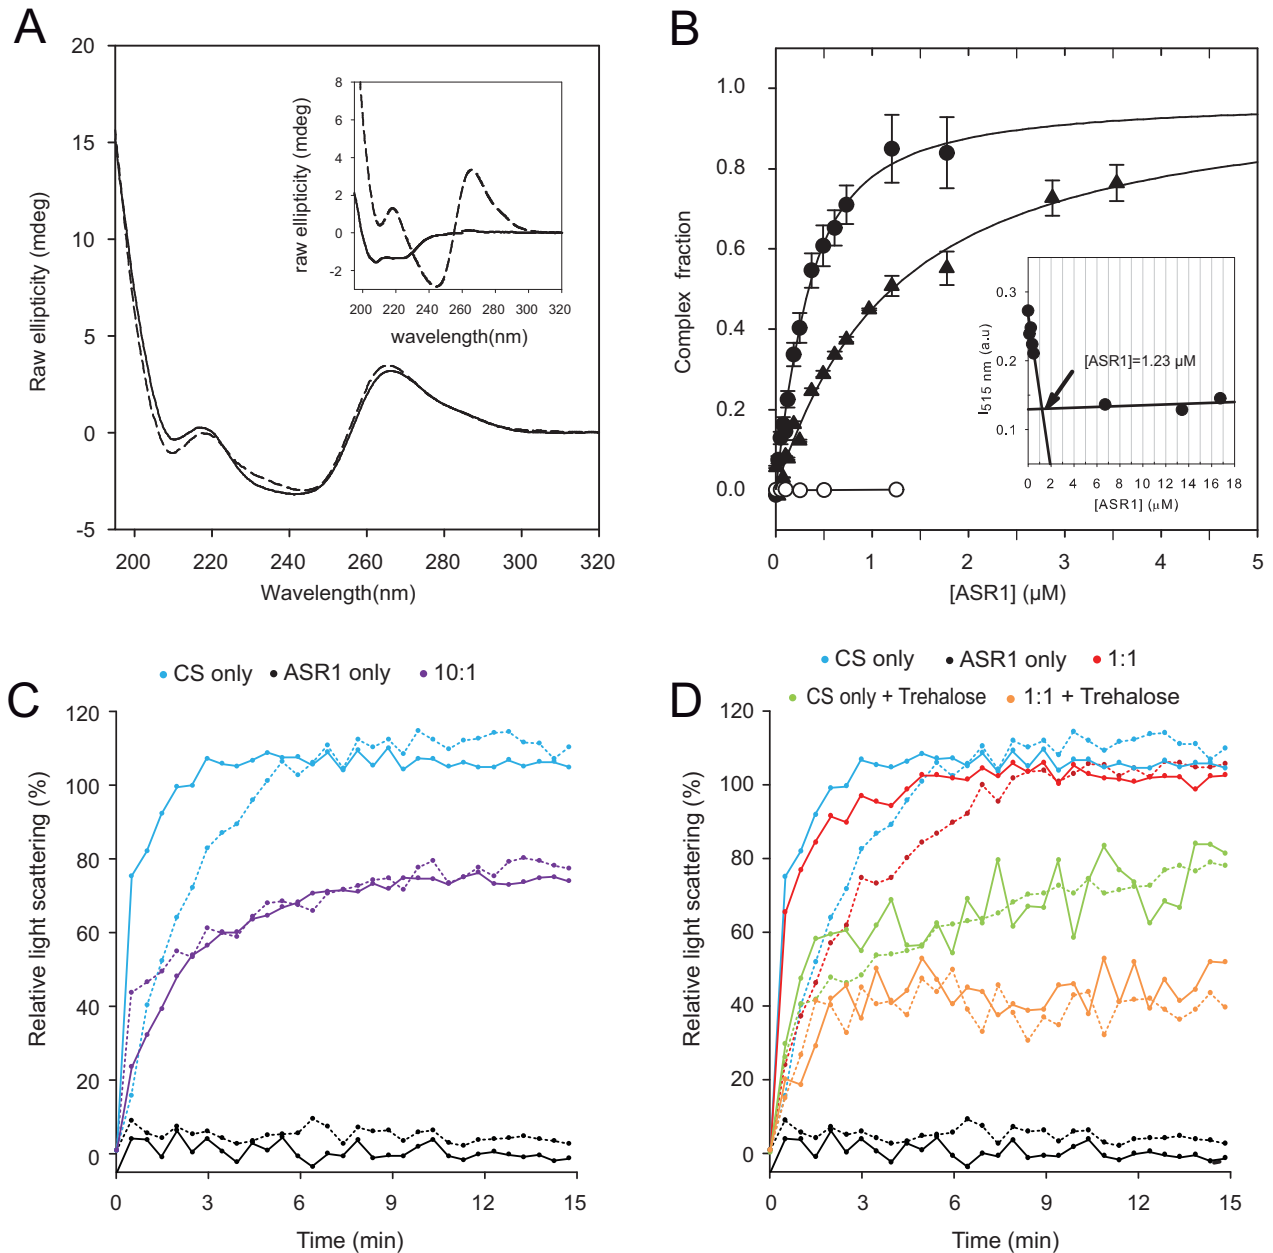 A
20
15
10
5
0
-5
Raw ellipticity (mdeg)
200 220 240 260 280 300 320
Wavelength(nm)
8
6
4
2
0
-2
raw ellipticity (mdeg)
200 220 240 260 280 300 320
wavelength(nm)
B
1.0
0.8
0.6
0.4
0.2
0.0
Complex fraction
0 1 2 3 4 5
[ASR1] (µM)
0.3
0.2
0.1
I515 nm (a.u)
[ASR1]=1.23 µM
0 2 4 6 8 10 12 14 16 18
[ASR1] (µM)
C
CS only ASR1 only 10:1
120
100
80
60
40
20
0
Relative light scattering (%)
0 3 6 9 12 15
Time (min)
D
CS only ASR1 only 1:1
CS only + Trehalose 1:1 + Trehalose
120
100
80
60
40
20
0
Relative light scattering (%)
0 3 6 9 12 15
Time (min)